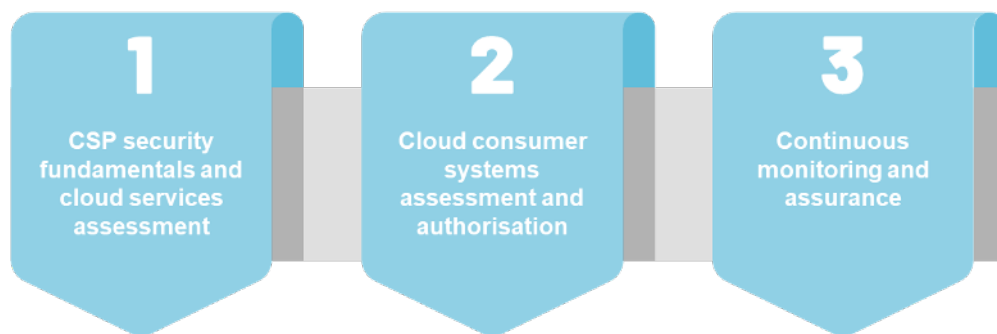 1
CSP security
fundamentals and
cloud services
assessment
2
Cloud consumer
systems
assessment and
authorisation
3
Continuous
monitoring and
assurance